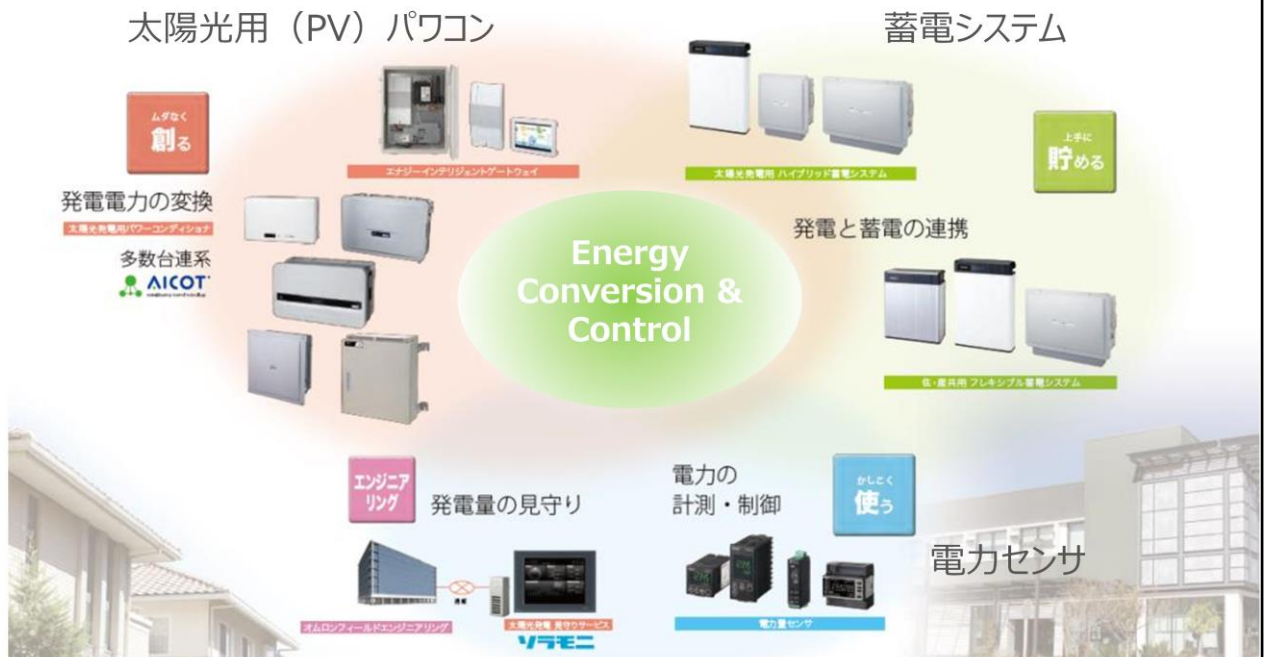 太陽光用（PV）パワコン
蓄電システム
ムダなく
創る
エナジーインテリジェントゲートウェイ
太陽光発電用 ハイブリッド蓄電システム
上手に
貯める
発電電力の変換
太陽光発電用パワーコンディショナ
多数台連系
AICOT
Energy
Conversion &
Control
発電と蓄電の連携
低・産共用 フレキシブル蓄電システム
エンジニア
リング
発電量の見守り
電力の
計測・制御
かしこく
使う
電力センサ
オムロンフィールドエンジニアリング
太陽光発電 見守りサービス
ソラモニ
電力量センサ